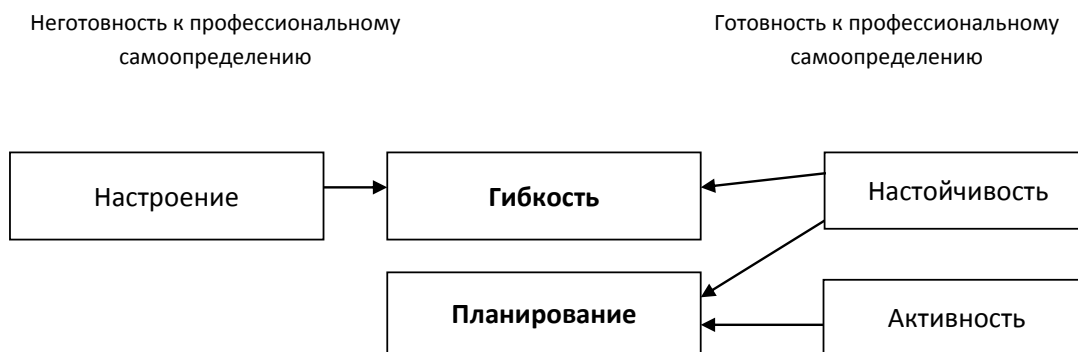 Неготовность к профессиональному
самоопределению
Готовность к профессиональному
самоопределению
Настроение
Гибкость
Настойчивость
Планирование
Активность